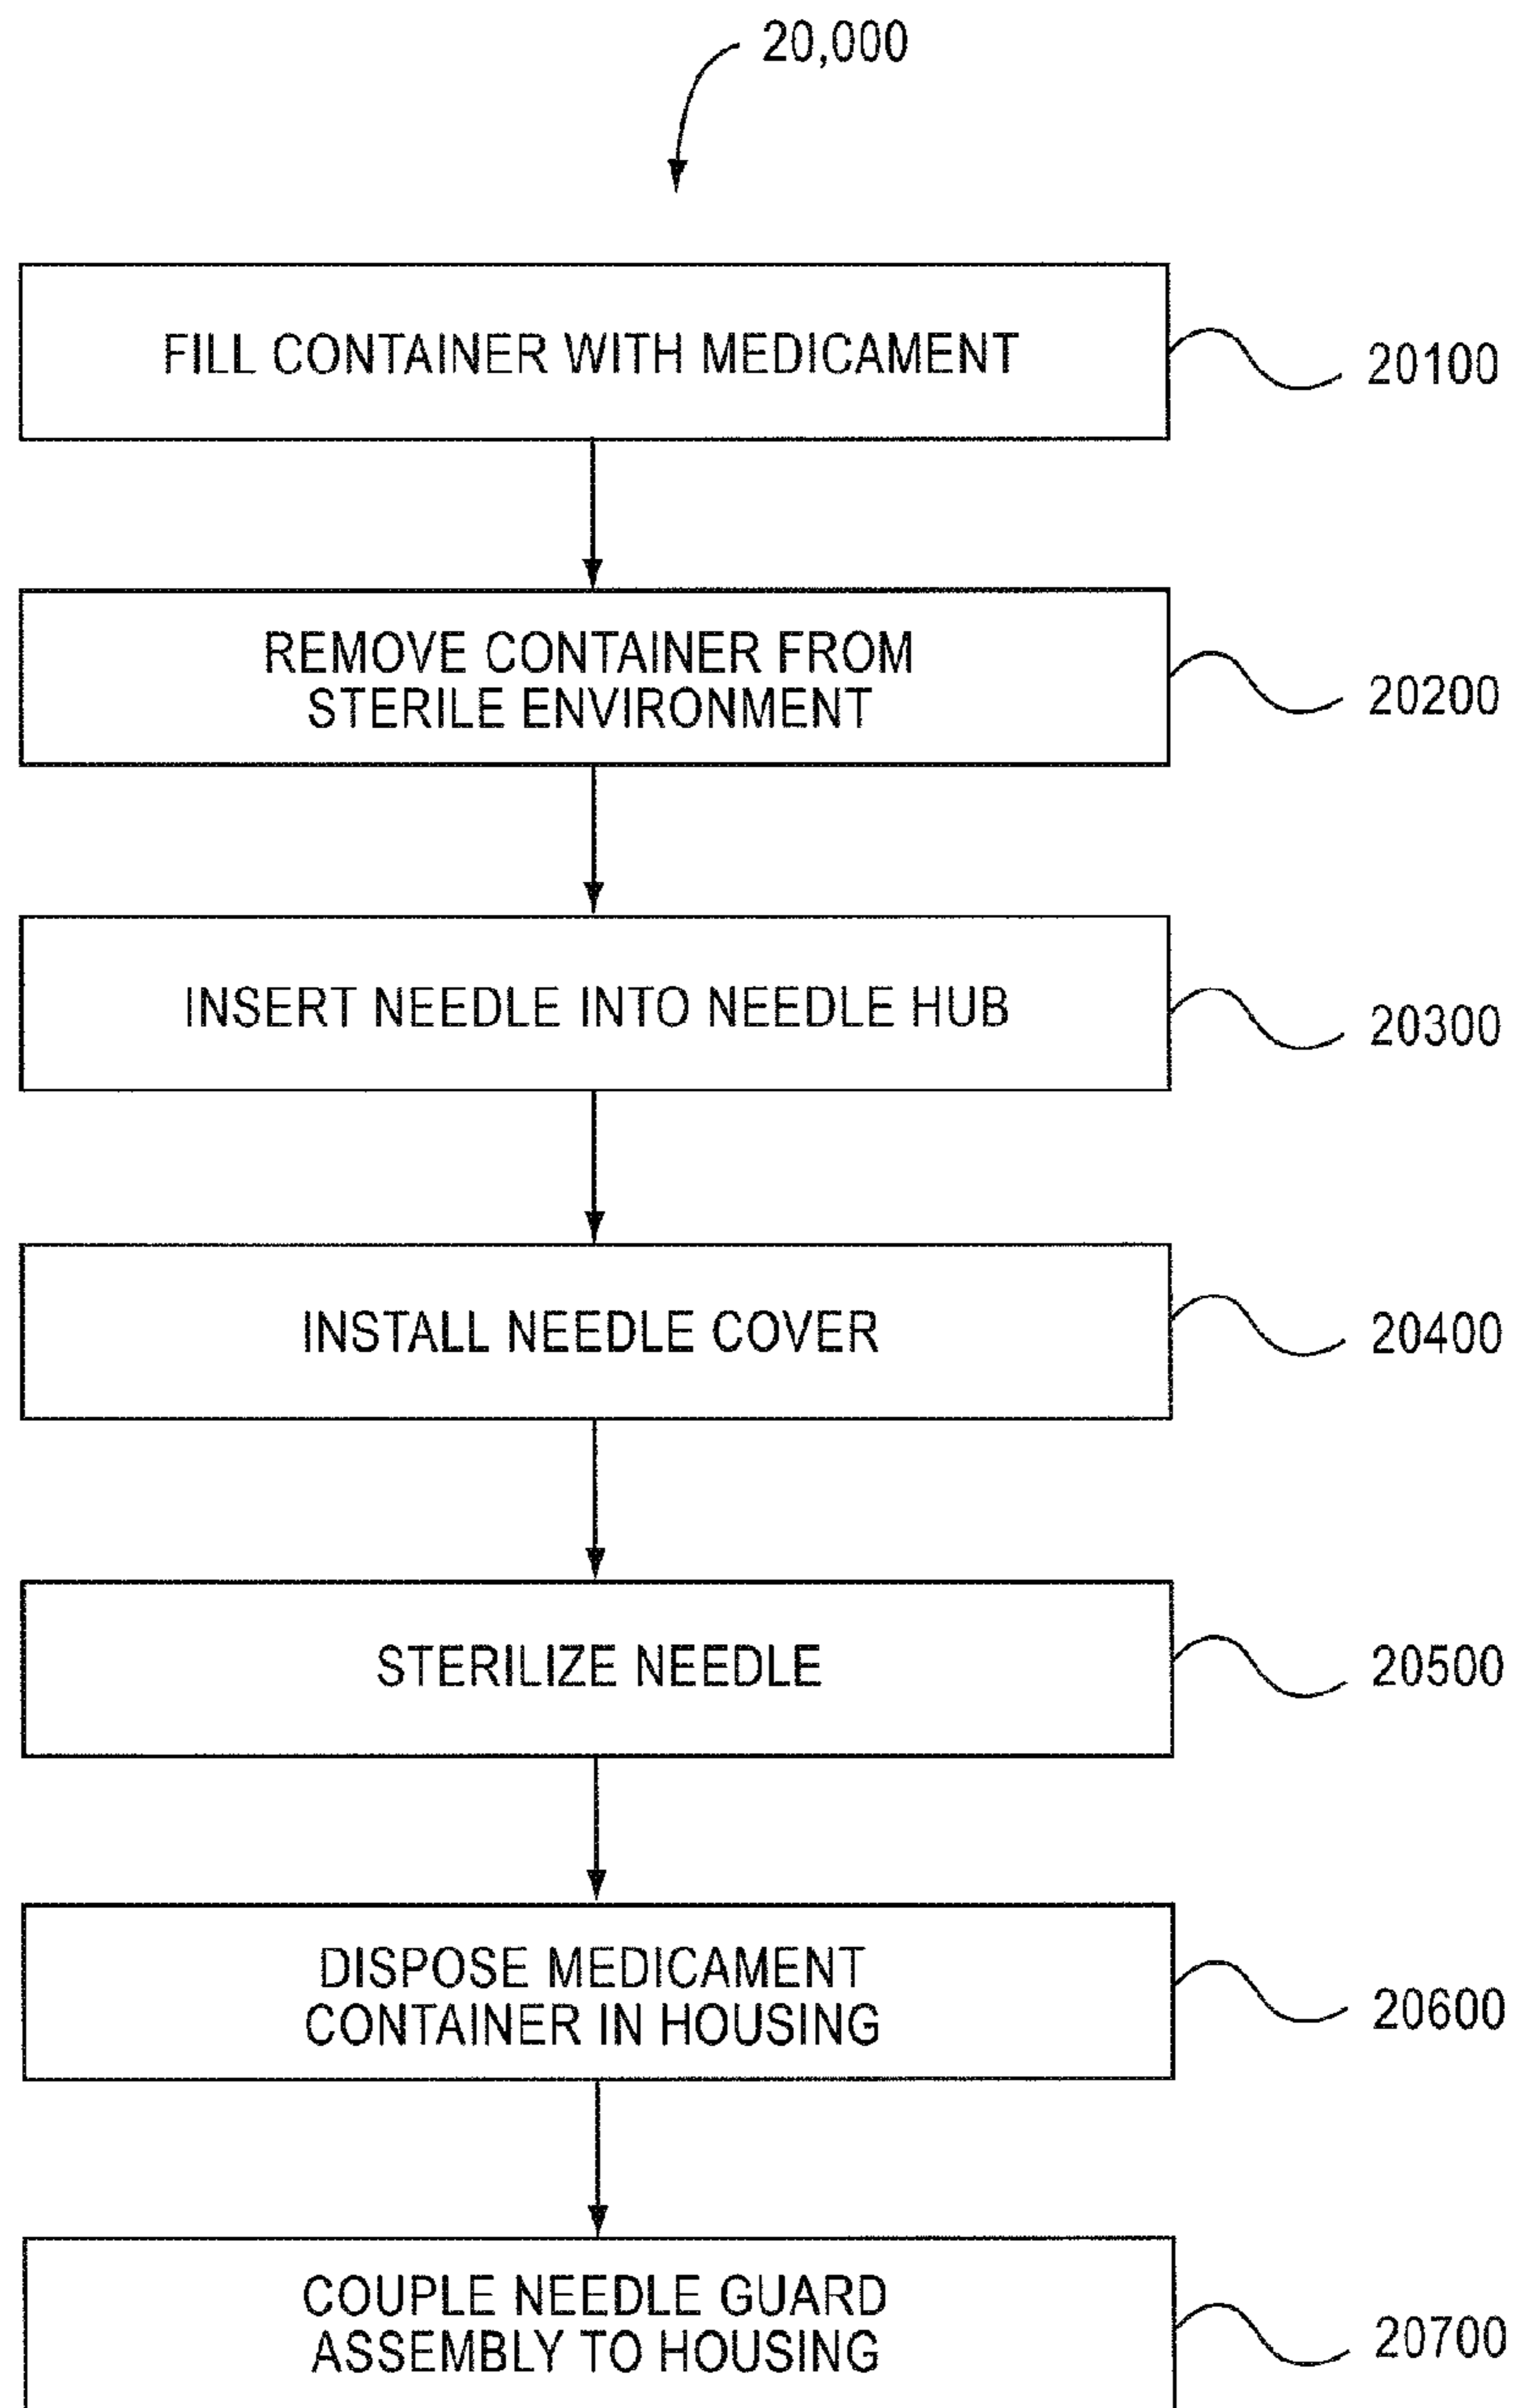 20,000
FILL CONTAINER WITH MEDICAMENT
20100
REMOVE CONTAINER FROM
STERILE ENVIRONMENT
20200
INSERT NEEDLE INTO NEEDLE HUB
20300
INSTALL NEEDLE COVER
20400
STERILIZE NEEDLE
20500
DISPOSE MEDICAMENT
CONTAINER IN HOUSING
20600
COUPLE NEEDLE GUARD
ASSEMBLY TO HOUSING
20700